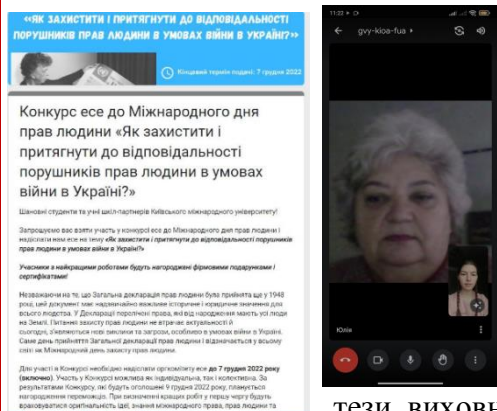 «ЯК ЗАХИСТИТИ І ПРИТЯГНУТИ ДО ВІДПОВІДАЛЬНОСТІ
ПОРУШНИКІВ ПРАВ ЛЮДИНИ В УМОВАХ ВІЙНИ В УКРАЇНІ?»
Кінцевий термін подачі: 7 грудня 2022
Конкурс есе до Міжнародного дня
прав людини «Як захистити і
притягнути до відповідальності
порушників прав людини в умовах
війни в Україні?»
Шановні студенти та учні шкіл-партнерів Київського міжнародного університету!
Запрошуємо вас взяти участь у конкурсі есе до Міжнародного дня прав людини і
надіслати нам есе на тему «Як захистити і притягнути до відповідальності порушників
прав людини в умовах війни в Україні?»
Учасники з найкращими роботами будуть нагороджені фірмовими подарунками і
сертифікатами!
Незважаючи на те, що Загальна декларація прав людини була прийнята ще у 1948
році, цей документ має надзвичайно важливе історичне і юридичне значення для
всього людства. У Декларації перелічені права, які від народження мають усі люди
на Землі. Питання захисту прав людини не втрачає актуальності й
сьогодні, з'являються нові виклики та загрози, особливо в умовах війни в Україні.
Саме день прийняття Загальної декларації прав людини і відзначається у всьому
світі як Міжнародний день захисту прав людини.
Для участі в Конкурсі необхідно надіслати оргкомітету есе до 7 грудня 2022 року
(включно). Участь у Конкурсі можлива як індивідуальна, так і колективна. За
результатами Конкурсу, які будуть оголошені 9 грудня 2022 року, планується
нагородження переможців. При визначенні кращих робіт у першу чергу будуть
враховуватися оригінальність ідеї, знання міжнародного права, прав людини та
11:22
gvy-kioa-fua
Юлія
тези вихов